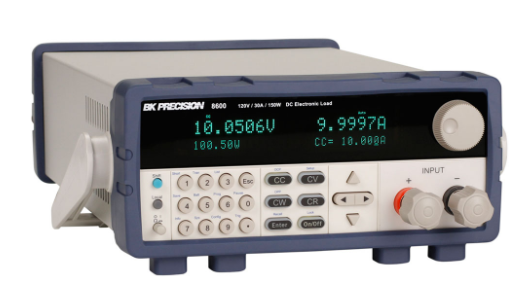 BK PRECISION 8600 120V / 30A / 150W DC Electronic Load
10.0506V 9.9997A
100.50W CC= 10.000A
INPUT
+ −
1 2 3 Esc CC CV
4 5 6 0 CW CR
7 8 9 • Enter On/Off